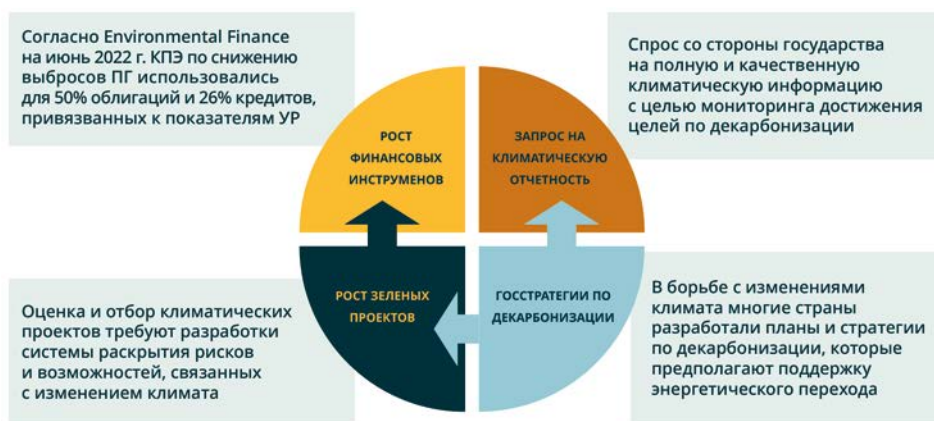 Согласно Environmental Finance
на июнь 2022 г. КПЭ по снижению
выбросов ПГ использовались
для 50% облигаций и 26% кредитов,
привязанных к показателям УР
Спрос со стороны государства
на полную и качественную
климатическую информацию
с целью мониторинга достижения
целей по декарбонизации
РОСТ
ФИНАНСОВЫХ
ИНСТРУМЕНОВ
ЗАПРОС НА
КЛИМАТИЧЕСКУЮ
ОТЧЕТНОСТЬ
РОСТ ЗЕЛЕНЫХ
ПРОЕКТОВ
ГОССТРАТЕГИИ ПО
ДЕКАРБОНИЗАЦИИ
Оценка и отбор климатических
проектов требуют разработки
системы раскрытия рисков
и возможностей, связанных
с изменением климата
В борьбе с изменениями
климата многие страны
разработали планы и стратегии
по декарбонизации, которые
предполагают поддержку
энергетического перехода